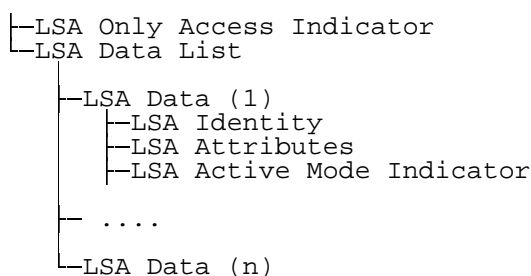 LSA Only Access Indicator
LSA Data List
LSA Data (1)
LSA Identity
LSA Attributes
LSA Active Mode Indicator
....
LSA Data (n)